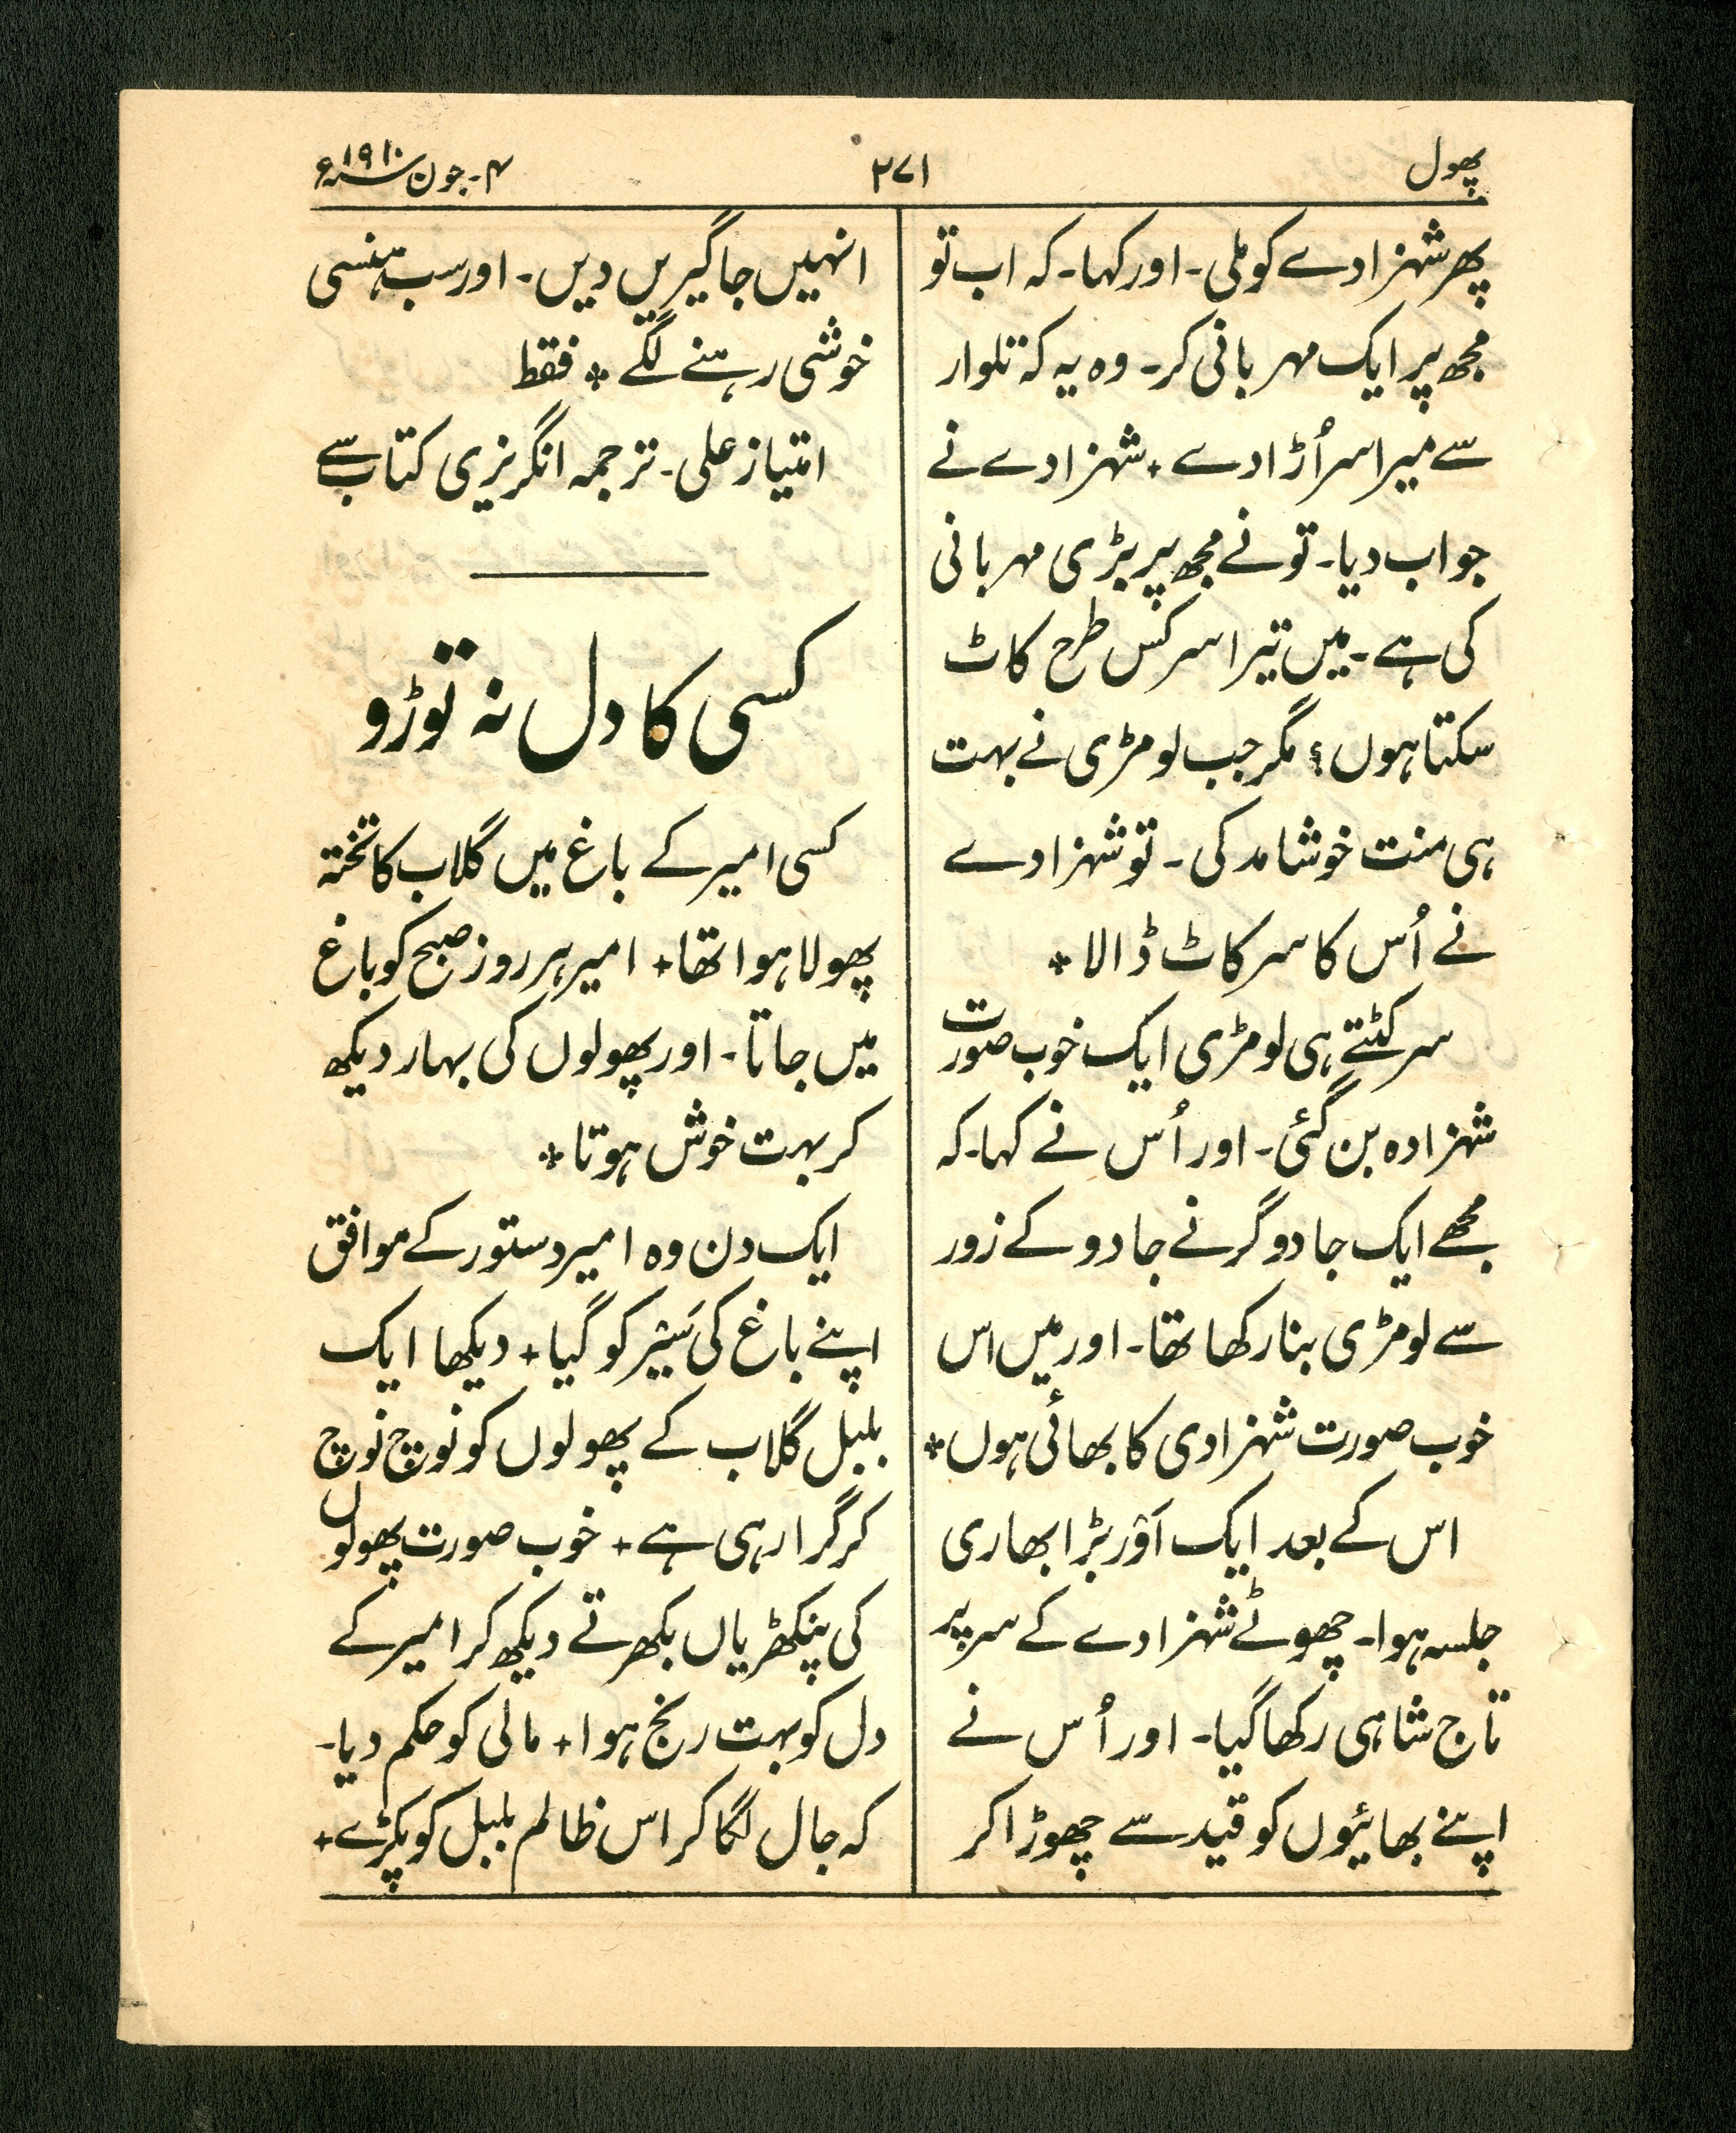 پھول
۲۷۱
۴-جون ۱۹۱۰ء
پھر شہزادے کو ملی۔ اور کہا۔ کہ اب تو
مجھ پر ایک مہربانی کر۔ وہ یہ کہ تلوار
سے میرا سر اُڑا دے + شہزادے نے
جواب دیا۔ تو نے مجھ پر بڑی مہربانی
کی ہے۔ میں تیرا سر کس طرح کاٹ
سکتا ہوں؟ مگر جب لومڑی نے بہت
ہی منت خوشامد کی۔ تو شہزادے
نے اُس کا سر کاٹ ڈالا *
سر کٹتے ہی لومڑی ایک خوب صورت
شہزادہ بن گئی۔ اور اُس نے کہا۔ کہ
مجھے ایک جادوگر نے جادو کے زور
سے لومڑی بنا رکھا تھا۔ اور میں اس
خوب صورت شہزادی کا بھائی ہوں *
اس کے بعد ایک اَور بڑا بھاری
جلسہ ہوا۔ چھوٹے شہزادے کے سر پر
تاج شاہی رکھا گیا۔ اور اُس نے
اپنے بھائیوں کو قید سے چھوڑا کر
انہیں جاگیریں دیں۔ اور سب ہنسی
خوشی رہنے لگے * فقط
امتیاز علی۔ ترجمہ انگریزی کتاب سے
کسی کا دل نہ توڑو
کسی امیر کے باغ میں گلاب کا تختہ
پھولا ہوا تھا + امیر ہر روز صبح کو باغ
میں جاتا۔ اور پھولوں کی بہار دیکھ
کر بہت خوش ہوتا *
ایک دن وہ امیر دستور کے موافق
اپنے باغ کی سَیر کو گیا + دیکھا ایک
بلبل گلاب کے پھولوں کو نوچ نوچ
کر گرا رہی ہے + خوب صورت پھولوں
کی پنکھڑیاں بکھرتے دیکھ کر امیر کے
دل کو بہت رنج ہوا + مالی کو حکم دیا۔
کہ جال لگا کر اس ظالم بلبل کو پکڑے +